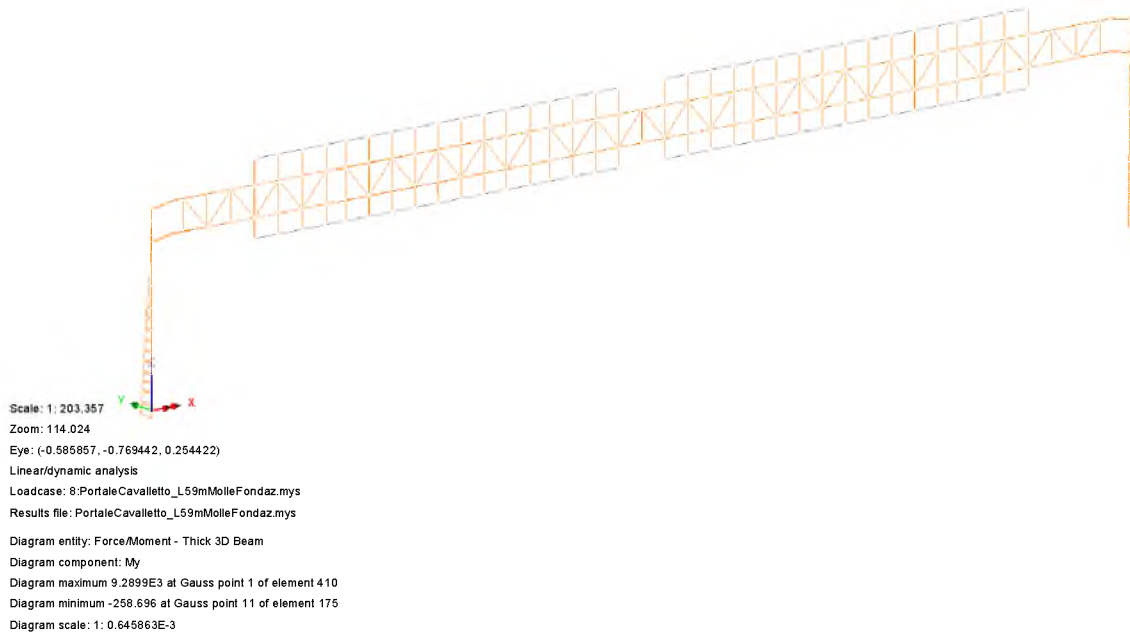 Y
X
Scale: 1: 203.357
Zoom: 114.024
Eye: (-0.585857, -0.769442, 0.254422)
Linear/dynamic analysis
Loadcase: 8:PortaleCavalletto_L59mMolleFondaz.mys
Results file: PortaleCavalletto_L59mMolleFondaz.mys
Diagram entity: Force/Moment - Thick 3D Beam
Diagram component: My
Diagram maximum 9.2899E3 at Gauss point 1 of element 410
Diagram minimum -258.696 at Gauss point 11 of element 175
Diagram scale: 1: 0.645863E-3